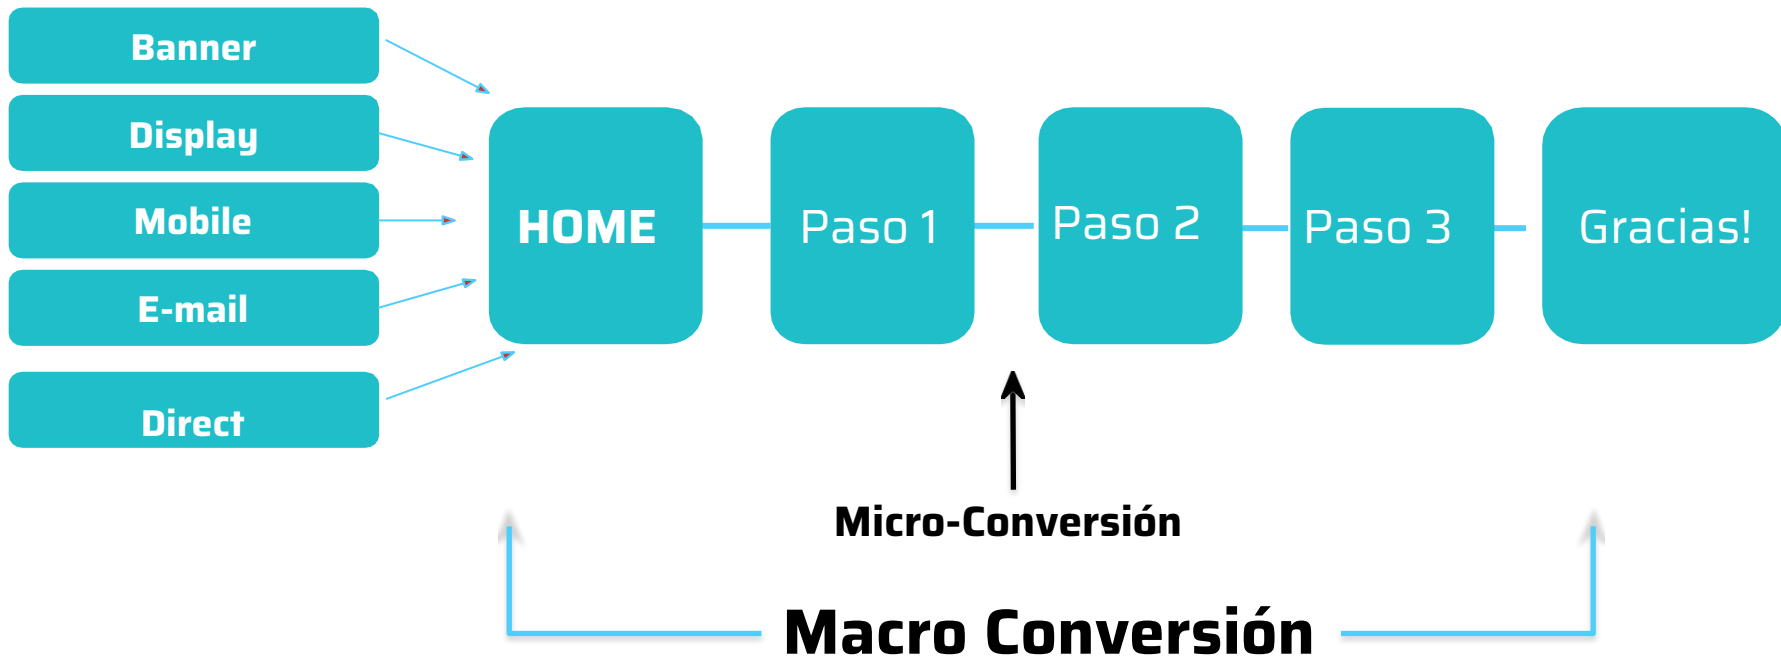 Banner
Display
Mobile
E-mail
Direct
HOME
Paso 1
Paso 2
Paso 3
Gracias!
Micro-Conversión
Macro Conversión